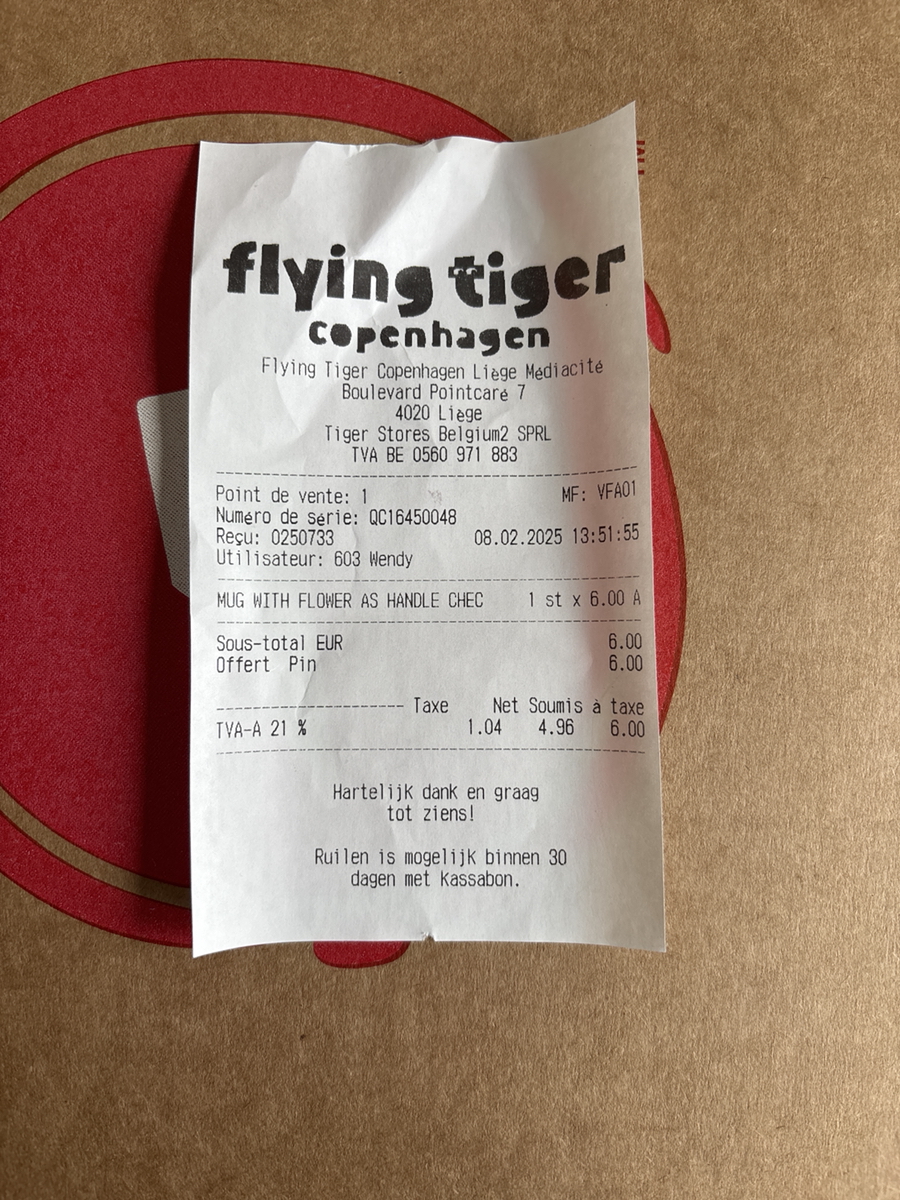 flying tiger
copenhagen
Flying Tiger Copenhagen Liège Médiacité
Boulevard Pointcaré 7
4020 Liège
Tiger Stores Belgium2 SPRL
TVA BE 0560 971 883
Point de vente: 1 MF: VFA01
Numéro de série: QC16450048
Reçu: 0250733 08.02.2025 13:51:55
Utilisateur: 603 Wendy
MUG WITH FLOWER AS HANDLE CHEC 1 st x 6.00 A
Sous-total EUR 6.00
Offert Pin 6.00
-------------------- Taxe Net Soumis à taxe
TVA-A 21 % 1.04 4.96 6.00
Hartelijk dank en graag
tot ziens!
Ruilen is mogelijk binnen 30
dagen met kassabon.